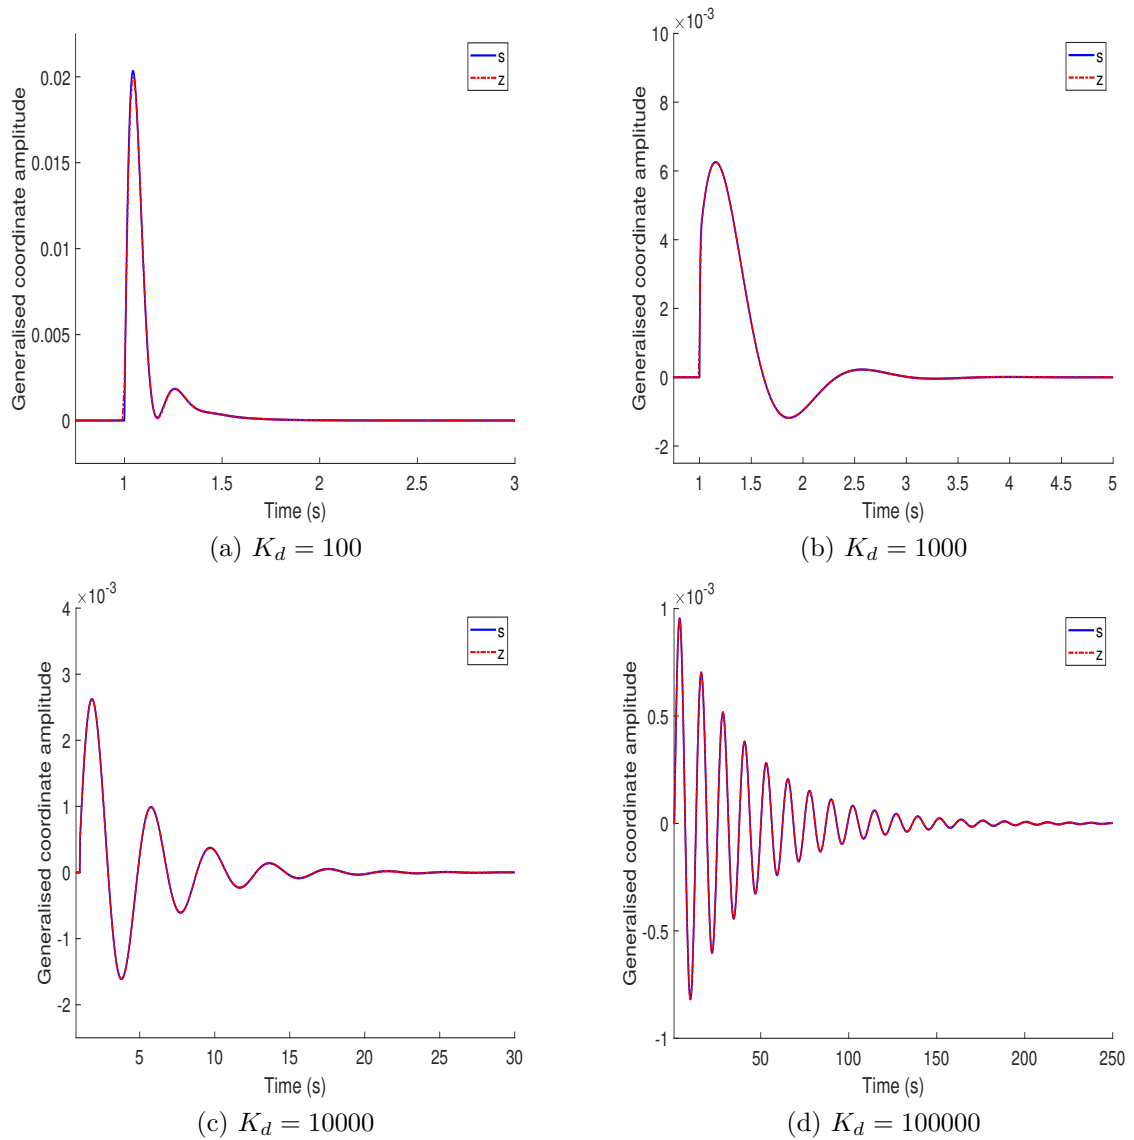 Generalised coordinate amplitude
0.02
0.015
0.01
0.005
0
s
z
1
1.5
2
2.5
3
Time (s)
(a) K_d = 100
×10^-3
Generalised coordinate amplitude
10
8
6
4
2
0
-2
s
z
1
1.5
2
2.5
3
3.5
4
4.5
5
Time (s)
(b) K_d = 1000
×10^-3
Generalised coordinate amplitude
4
3
2
1
0
-1
-2
s
z
5
10
15
20
25
30
Time (s)
(c) K_d = 10000
×10^-3
Generalised coordinate amplitude
1
0.5
0
-0.5
-1
s
z
50
100
150
200
250
Time (s)
(d) K_d = 100000